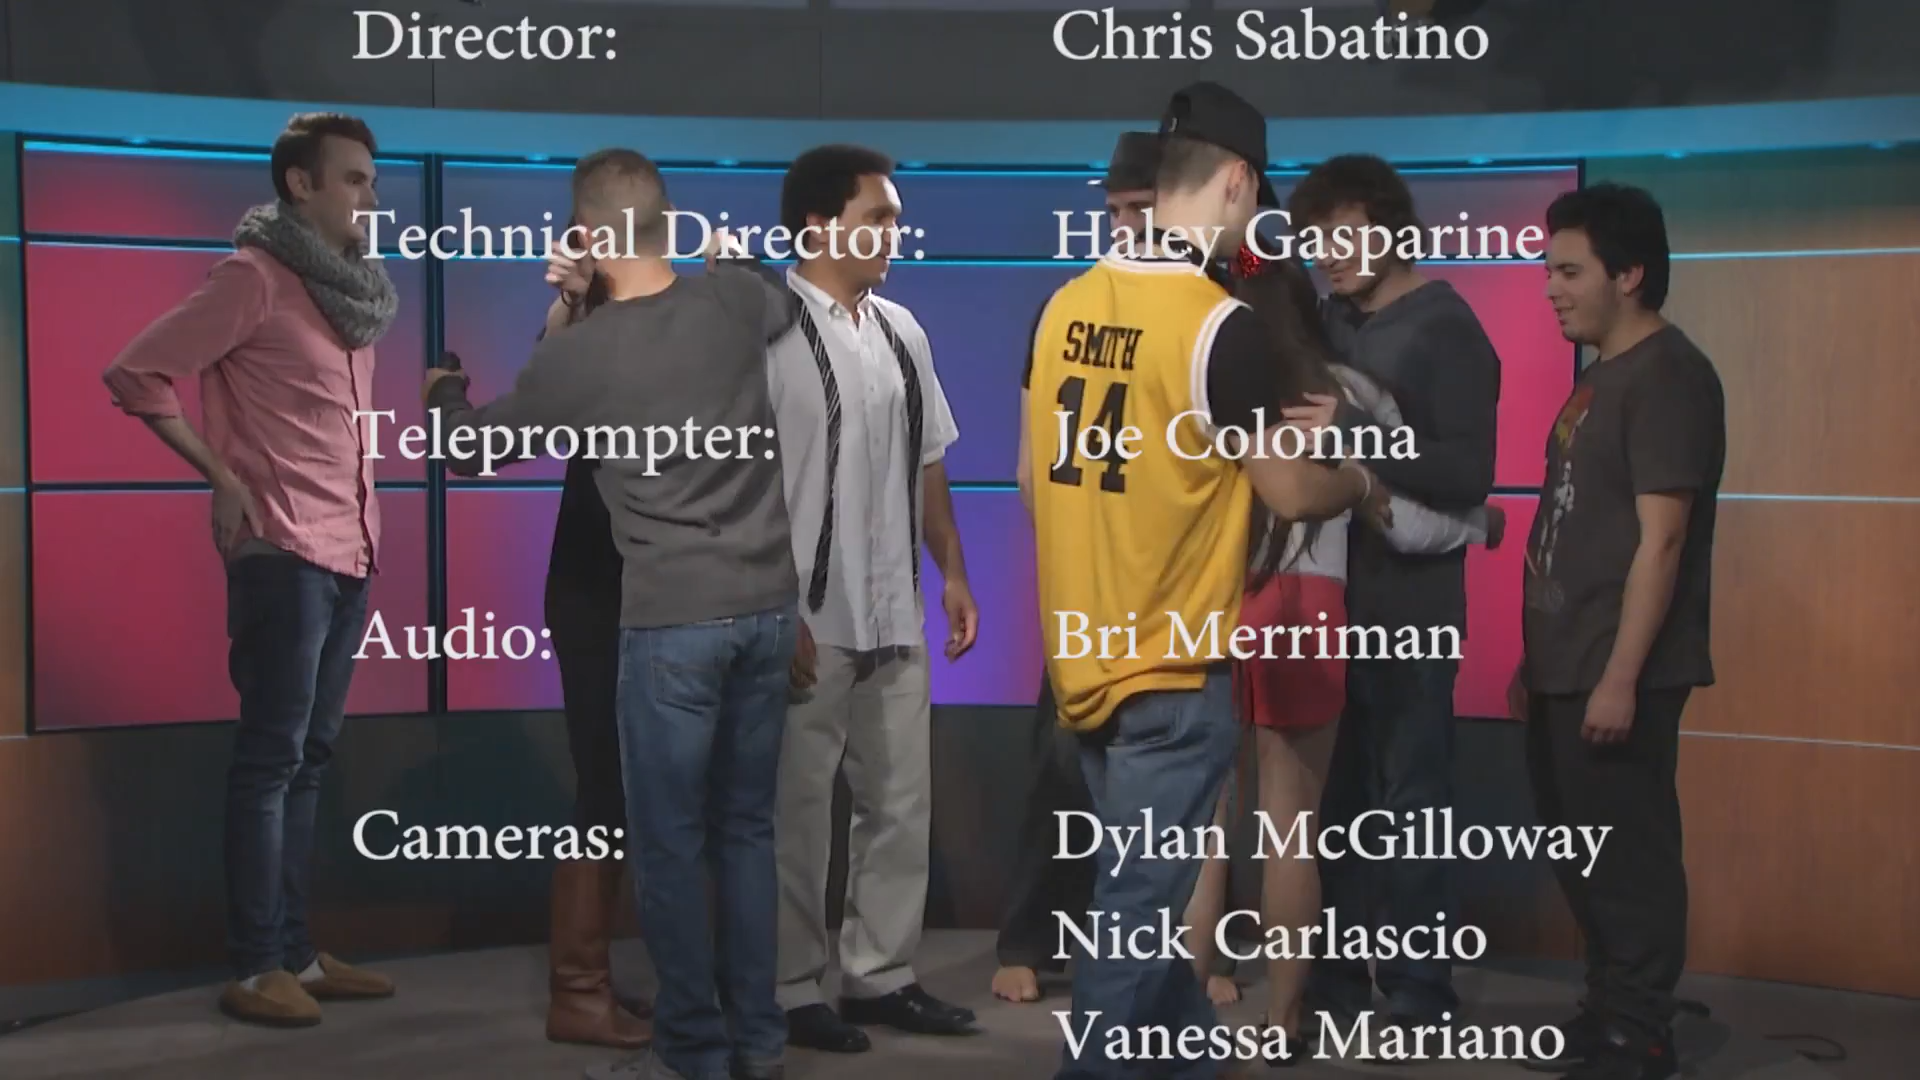 Director: Chris Sabatino
Technical Director: Haley Gasparine
SMITH
14
Teleprompter: Joe Colonna
Audio: Bri Merriman
Cameras: Dylan McGilloway
Nick Carlascio
Vanessa Mariano